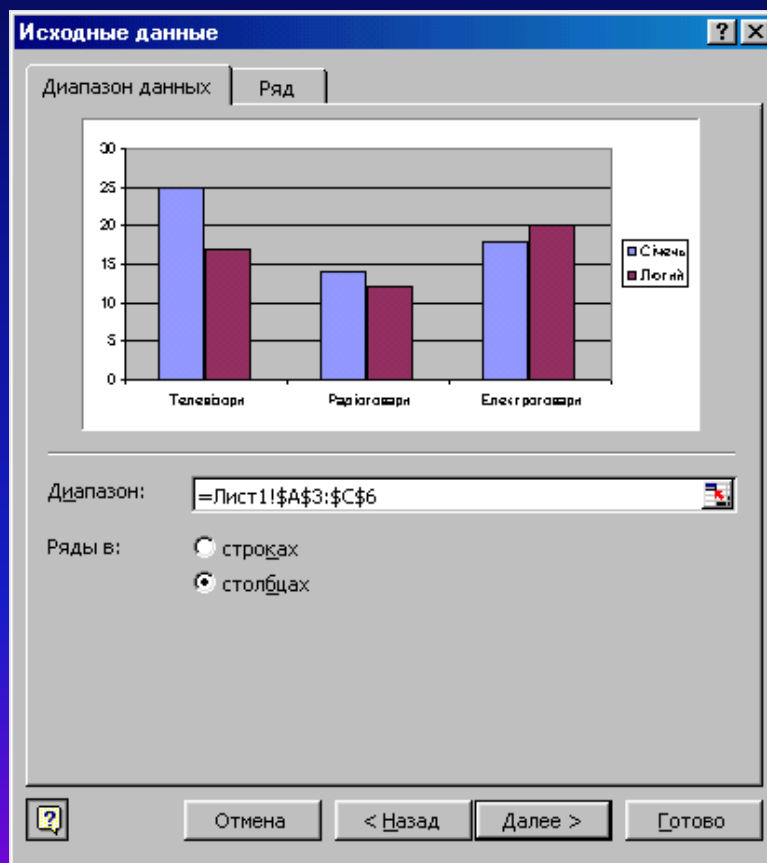 Исходные данные
Диапазон данных
Ряд
30
25
20
15
10
5
0
Січень
Лютий
Телевізори
Радіотовари
Електротовари
Диапазон:
=Лист1!$A$3:$C$6
Ряды в:
строках
столбцах
Отмена
< Назад
Далее >
Готово